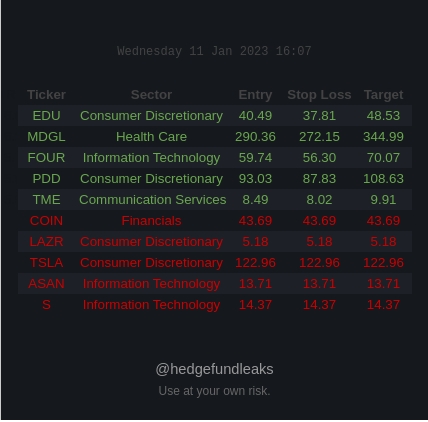 Wednesday 11 Jan 2023 16:07
Ticker Sector Entry Stop Loss Target
EDU Consumer Discretionary 40.49 37.81 48.53
MDGL Health Care 290.36 272.15 344.99
FOUR Information Technology 59.74 56.30 70.07
PDD Consumer Discretionary 93.03 87.83 108.63
TME Communication Services 8.49 8.02 9.91
COIN Financials 43.69 43.69 43.69
LAZR Consumer Discretionary 5.18 5.18 5.18
TSLA Consumer Discretionary 122.96 122.96 122.96
ASAN Information Technology 13.71 13.71 13.71
S Information Technology 14.37 14.37 14.37
@hedgefundleaks
Use at your own risk.